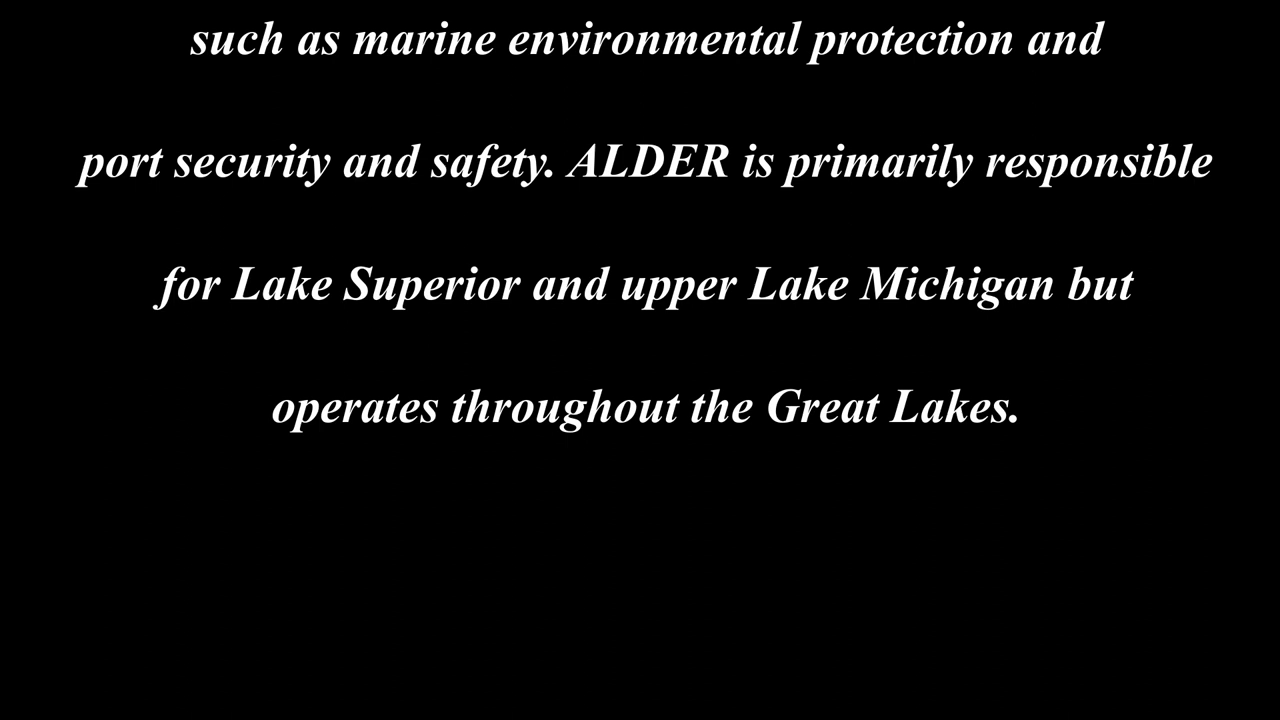 such as marine environmental protection and
port security and safety. ALDER is primarily responsible
for Lake Superior and upper Lake Michigan but
operates throughout the Great Lakes.